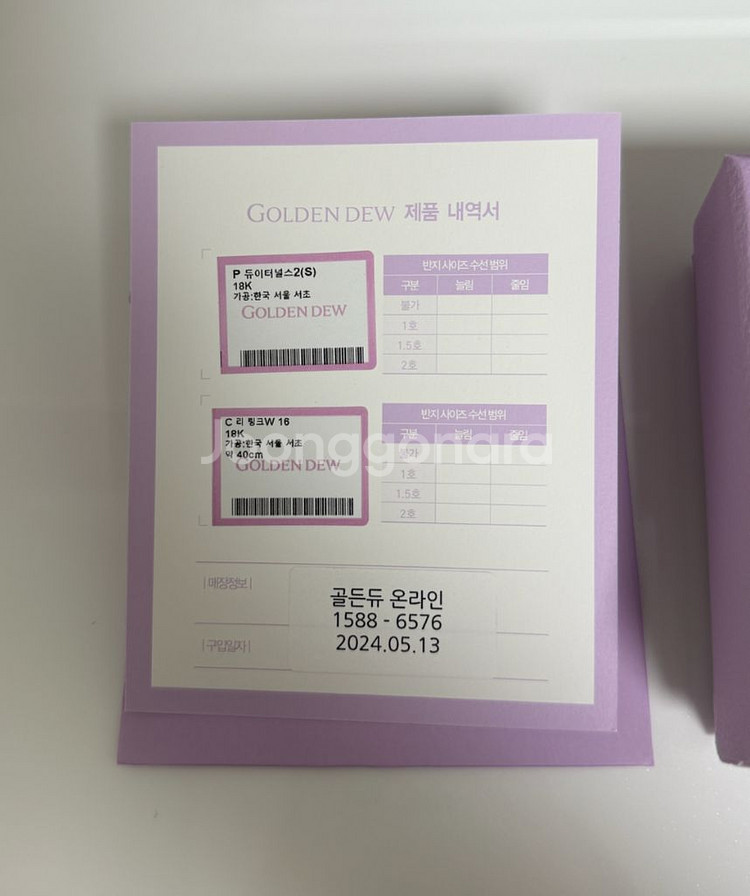 GOLDEN DEW 제품 내역서
P 듀이터널스2(S)
18K
가공:한국 서울 서초
GOLDEN DEW
반지 사이즈 수선 범위
구분 늘림 줄임
불가
1호
1.5호
2호
C 리 링크W 16
18K
가공:한국 서울 서초
약 40cm
GOLDEN DEW
반지 사이즈 수선 범위
구분 늘림 줄임
불가
1호
1.5호
2호
Joonggonara
| 매장정보 |
골든듀 온라인
1588 - 6576
| 구입일자 |
2024.05.13